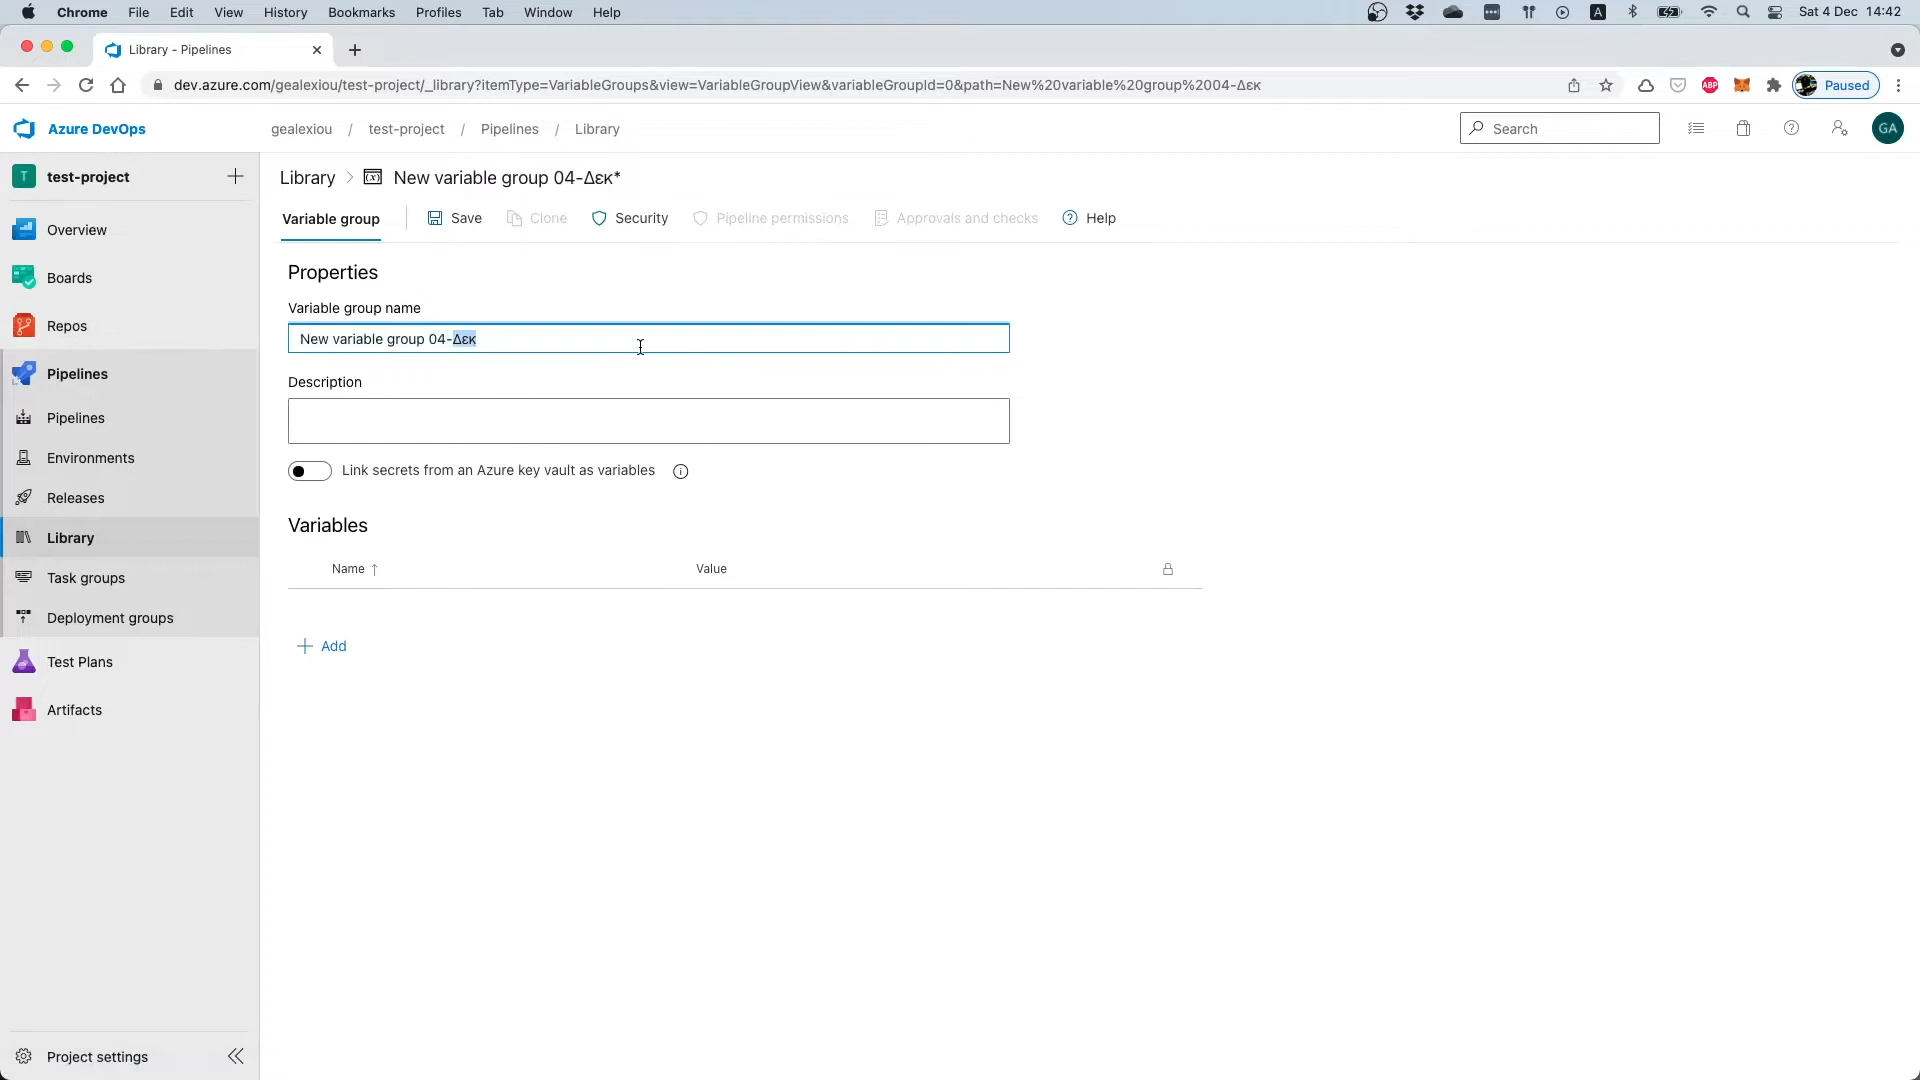 Chrome File Edit View History Bookmarks Profiles Tab Window Help A Sat 4 Dec 14:42
Library - Pipelines
dev.azure.com/gealexiou/test-project/_library?itemType=VariableGroups&view=VariableGroupView&variableGroupId=0&path=New%20variable%20group%2004-Δεκ ABP Paused
Azure DevOps gealexiou / test-project / Pipelines / Library Search GA
T test-project
Library > New variable group 04-Δεκ*
Variable group Save Clone Security Pipeline permissions Approvals and checks Help
Overview
Boards
Repos
Pipelines
Pipelines
Environments
Releases
Library
Task groups
Deployment groups
Test Plans
Artifacts
Project settings
Properties
Variable group name
New variable group 04-Δεκ
Description
Link secrets from an Azure key vault as variables
Variables
Name ↑ Value
+ Add